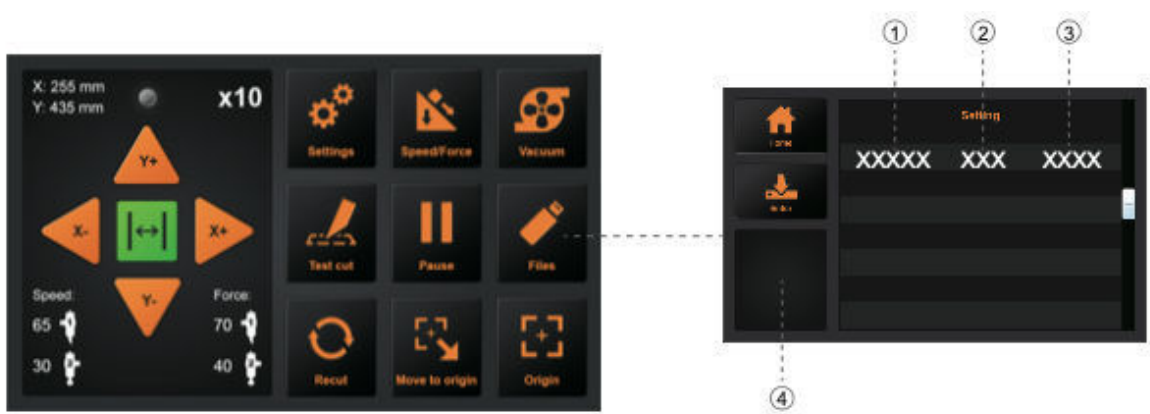 X: 255 mm
Y: 435 mm
x10
Y+
X-
X+
Y-
Speed:
Force:
65
70
30
40
Settings
Speed/Force
Vacuum
Test cut
Pause
Files
Recut
Move to origin
Origin
1
2
3
Setting
Home
XXXXX XXX XXXX
4